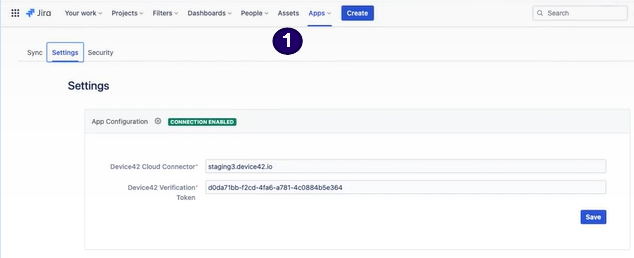 Jira Your work Projects Filters Dashboards People Assets Apps Create Search
1
Sync Settings Security
Settings
App Configuration CONNECTION ENABLED
Device42 Cloud Connector* staging3.device42.io
Device42 Verification* d0da71bb-f2cd-4fa6-a781-4c0884b5e364
Token
Save